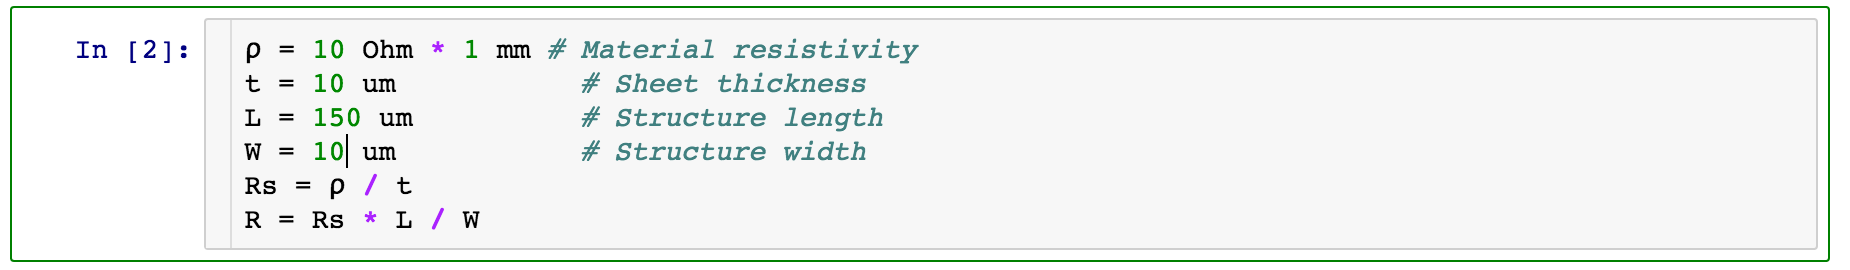 In [2]:
ρ = 10 Ohm * 1 mm # Material resistivity
t = 10 um # Sheet thickness
L = 150 um # Structure length
W = 10 um # Structure width
Rs = ρ / t
R = Rs * L / W